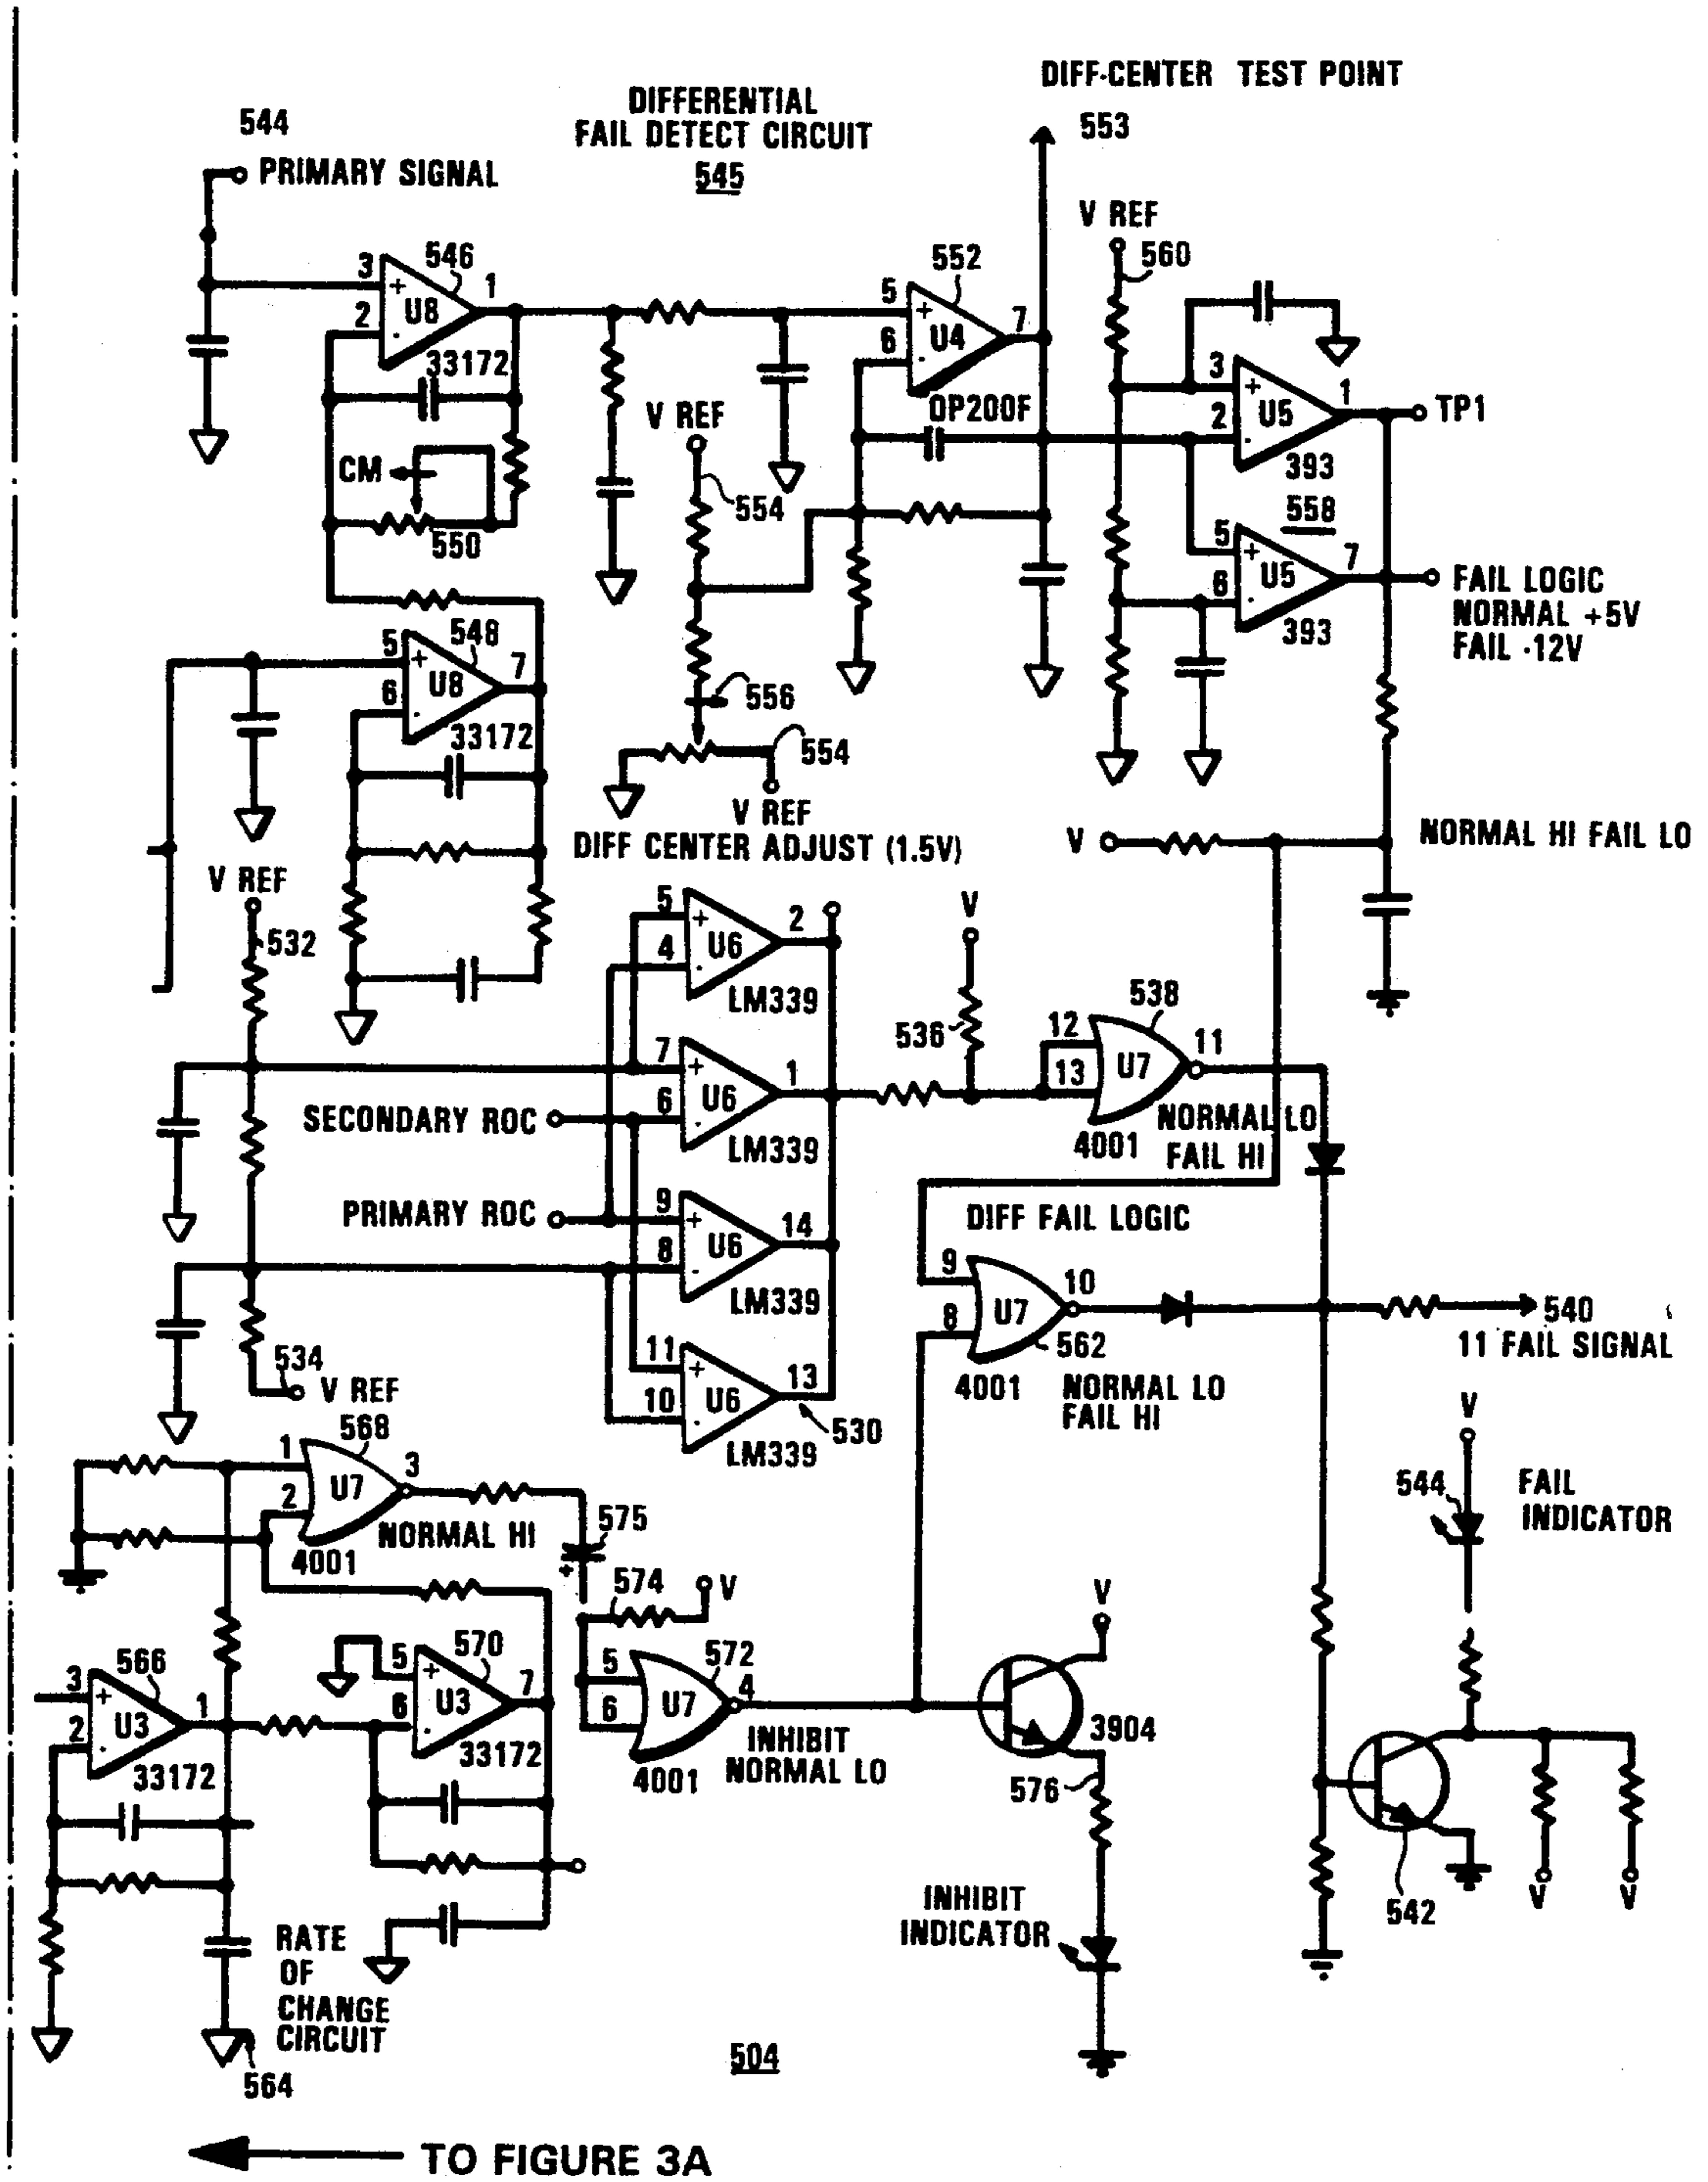 DIFF-CENTER TEST POINT
553
DIFFERENTIAL
FAIL DETECT CIRCUIT
545
544
PRIMARY SIGNAL
3
+
546
1
U8
2
-
33172
CM
550
V REF
554
5
+
552
7
U4
6
-
OP200F
V REF
560
3
+
1
U5
2
-
393
TP1
558
5
+
7
U5
6
-
393
FAIL LOGIC
NORMAL +5V
FAIL -12V
5
+
548
7
U8
6
-
33172
556
554
V REF
DIFF CENTER ADJUST (1.5V)
V
NORMAL HI FAIL LO
V REF
532
5
+
2
U6
4
-
LM339
V
536
12
538
11
13
U7
4001
NORMAL LO
FAIL HI
7
+
1
U6
6
-
LM339
SECONDARY ROC
PRIMARY ROC
9
+
14
U6
8
-
LM339
DIFF FAIL LOGIC
9
10
U7
8
562
4001
NORMAL LO
FAIL HI
540
11 FAIL SIGNAL
11
+
13
U6
10
-
LM339
530
534
V REF
568
1
3
U7
2
NORMAL HI
4001
575
+
574
V
V
544
FAIL
INDICATOR
3
+
566
1
U3
2
-
33172
5
+
570
7
U3
6
-
33172
5
572
4
U7
6
4001
INHIBIT
NORMAL LO
V
3904
576
542
V
V
INHIBIT
INDICATOR
RATE
OF
CHANGE
CIRCUIT
564
504
TO FIGURE 3A